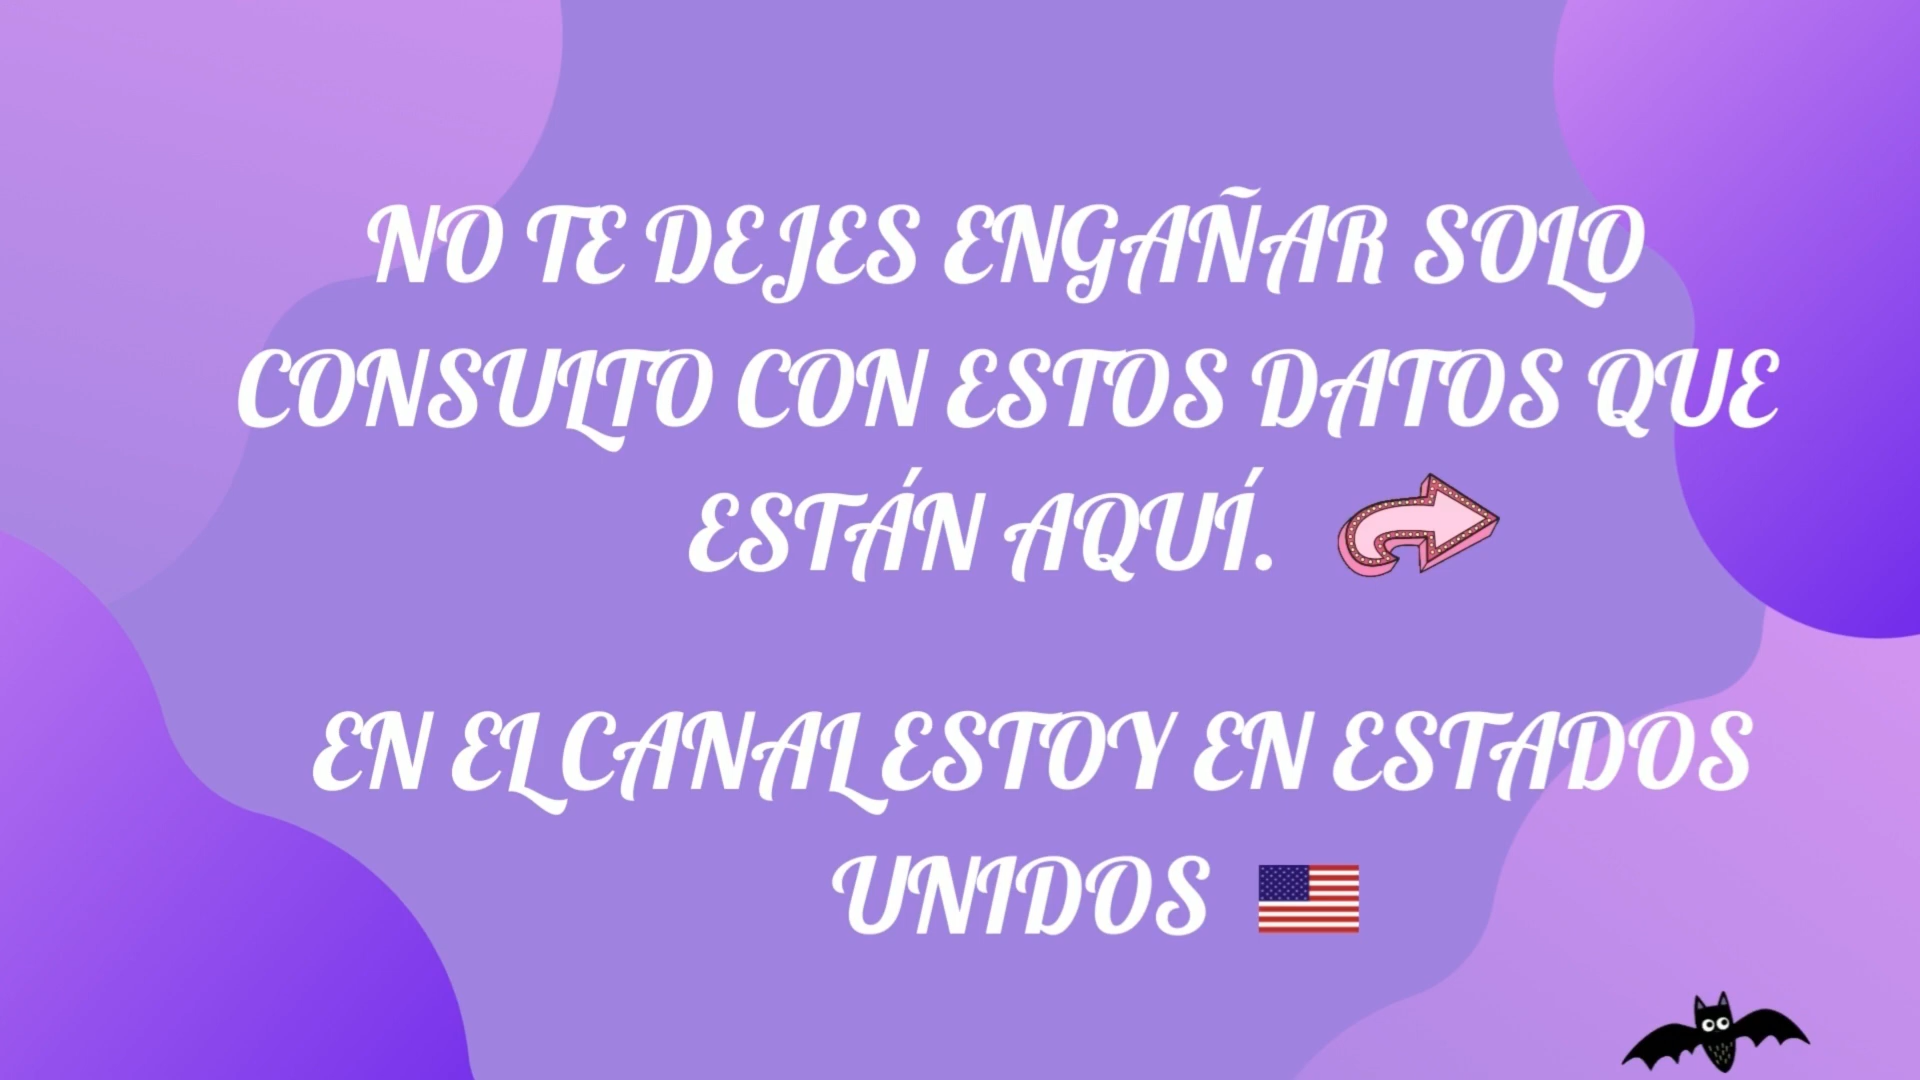 NO TE DEJES ENGAÑAR SOLO
CONSULTO CON ESTOS DATOS QUE
ESTÁN AQUÍ.
EN EL CANAL ESTOY EN ESTADOS
UNIDOS